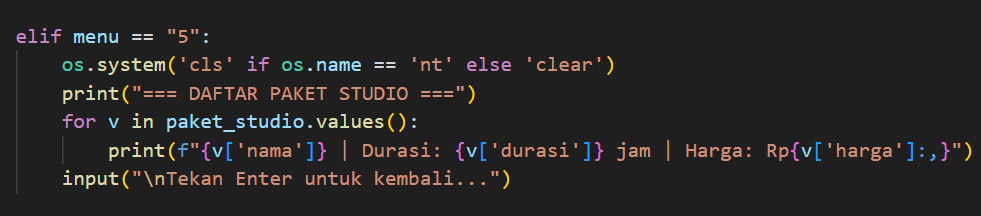 elif menu == "5":
    os.system('cls' if os.name == 'nt' else 'clear')
    print("=== DAFTAR PAKET STUDIO ===")
    for v in paket_studio.values():
        print(f"{v['nama']} | Durasi: {v['durasi']} jam | Harga: Rp{v['harga']:,}")
    input("\nTekan Enter untuk kembali...")